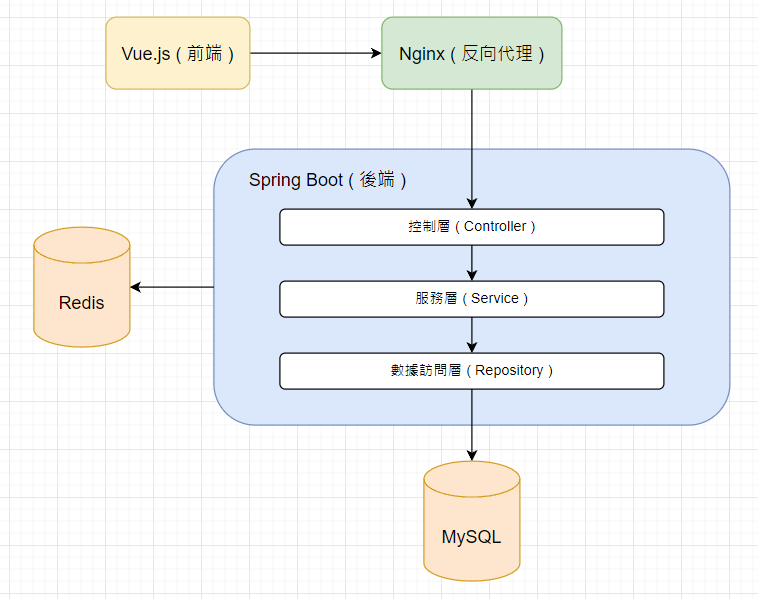 Vue.js ( 前端 )
Nginx ( 反向代理 )
Spring Boot ( 後端 )
控制層 ( Controller )
服務層 ( Service )
Redis
數據訪問層 ( Repository )
MySQL